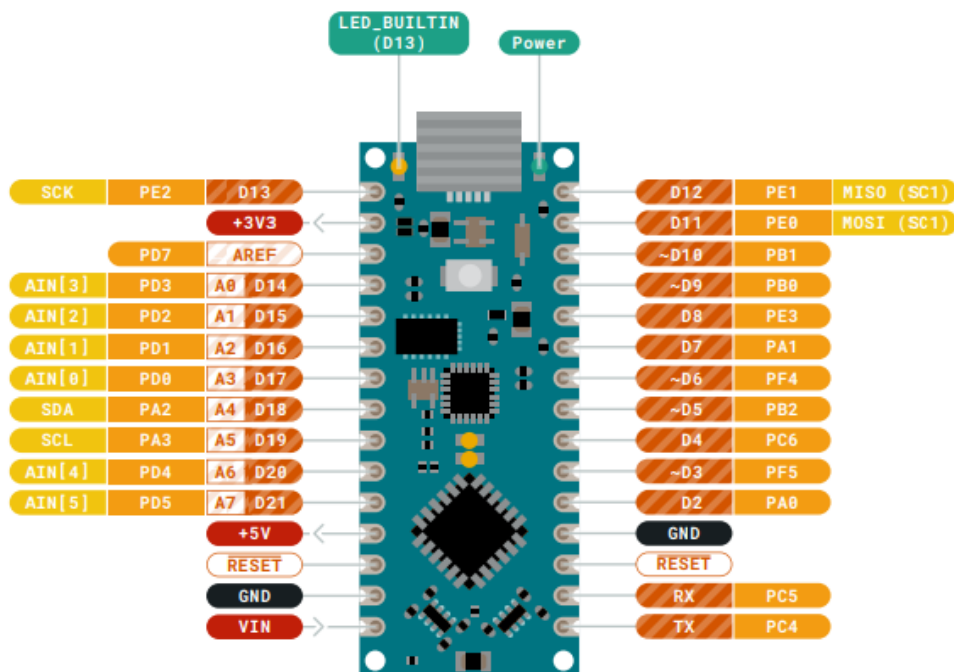 LED_BUILTIN
(D13)
Power
SCK PE2 D13
+3V3
PD7 AREF
AIN[3] PD3 A0 D14
AIN[2] PD2 A1 D15
AIN[1] PD1 A2 D16
AIN[0] PD0 A3 D17
SDA PA2 A4 D18
SCL PA3 A5 D19
AIN[4] PD4 A6 D20
AIN[5] PD5 A7 D21
+5V
RESET
GND
VIN
D12 PE1 MISO (SC1)
D11 PE0 MOSI (SC1)
~D10 PB1
~D9 PB0
D8 PE3
D7 PA1
~D6 PF4
~D5 PB2
D4 PC6
~D3 PF5
D2 PA0
GND
RESET
RX PC5
TX PC4